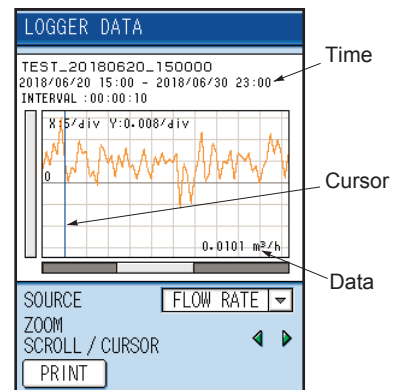 LOGGER DATA
Time
TEST_20180620_150000
2018/06/20 15:00 - 2018/06/30 23:00
INTERVAL :00:00:10
X:5/div Y:0.008/div
0
Cursor
0.0101 m³/h
Data
SOURCE FLOW RATE
ZOOM
SCROLL / CURSOR
PRINT